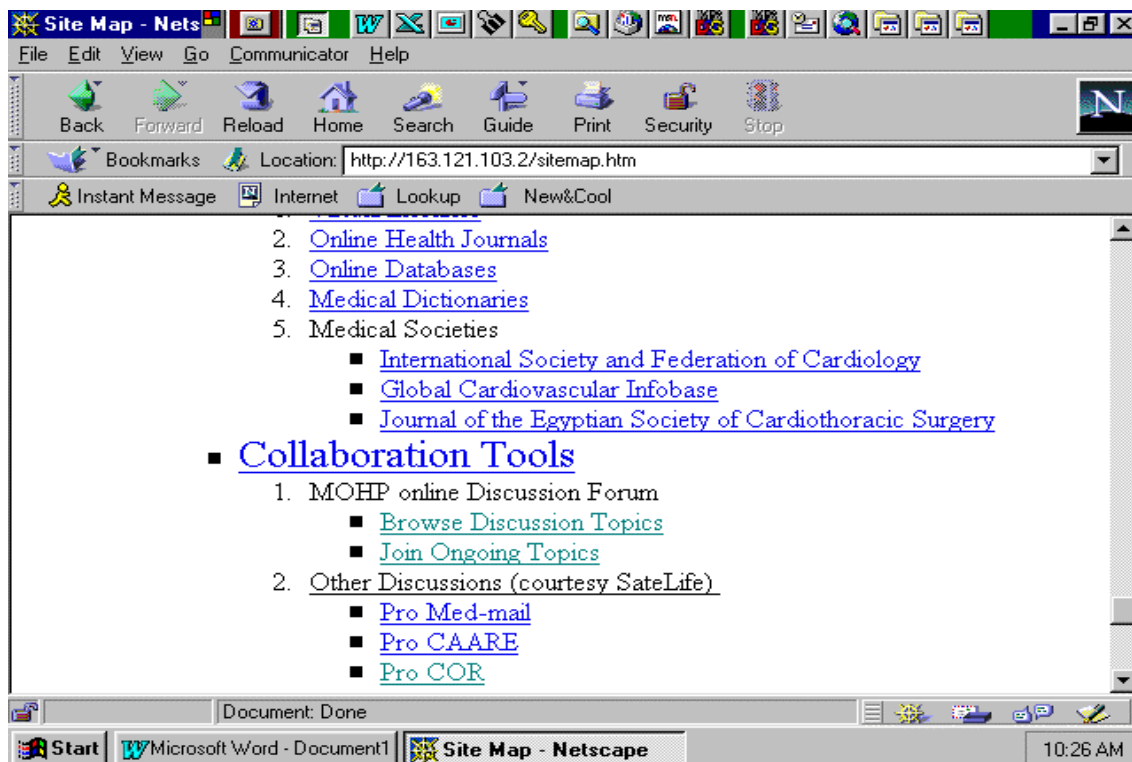 Site Map - Nets
File Edit View Go Communicator Help
Back Forward Reload Home Search Guide Print Security Stop
N
Bookmarks Location: http://163.121.103.2/sitemap.htm
Instant Message Internet Lookup New&Cool
2. Online Health Journals
3. Online Databases
4. Medical Dictionaries
5. Medical Societies
International Society and Federation of Cardiology
Global Cardiovascular Infobase
Journal of the Egyptian Society of Cardiothoracic Surgery
Collaboration Tools
1. MOHP online Discussion Forum
Browse Discussion Topics
Join Ongoing Topics
2. Other Discussions (courtesy SateLife)
Pro Med-mail
Pro CAARE
Pro COR
Document: Done
Start Microsoft Word - Document1 Site Map - Netscape 10:26 AM